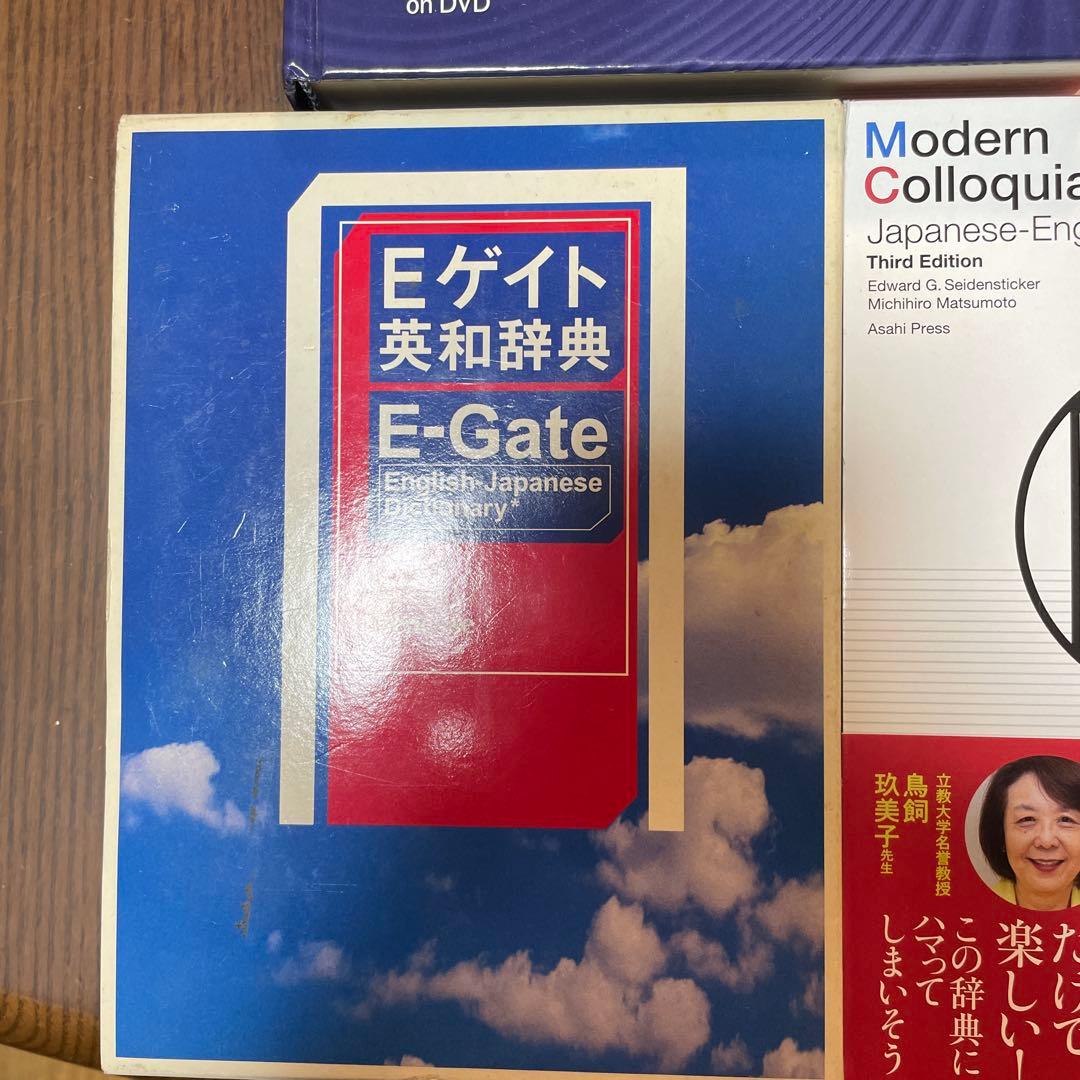 on DVD
Eゲイト
英和辞典
E-Gate
English-Japanese
Dictionary*
Modern
Colloquia
Japanese-Eng
Third Edition
Edward G. Seidensticker
Michihiro Matsumoto
Asahi Press
立教大学名誉教授
鳥飼
玖美子先生
だけで
楽しい!
この辞典に
ハマって
しまいそう